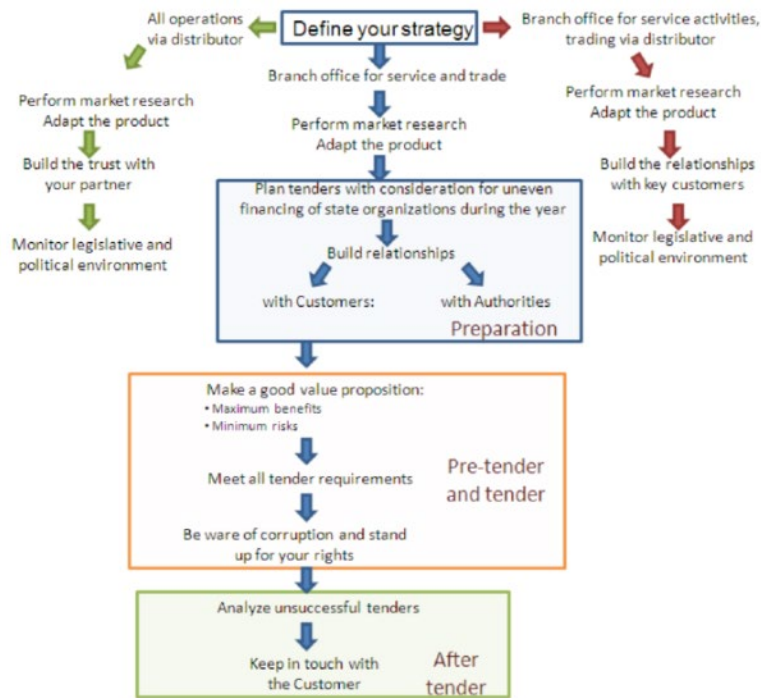 Define your strategy
All operations
via distributor
Perform market research
Adapt the product
Build the trust with
your partner
Monitor legislative and
political environment
Branch office for service and trade
Perform market research
Adapt the product
Plan tenders with consideration for uneven
financing of state organizations during the year
Build relationships
with Customers:
with Authorities
Preparation
Make a good value proposition:
• Maximum benefits
• Minimum risks
Meet all tender requirements
Be ware of corruption and stand
up for your rights
Pre-tender
and tender
Analyze unsuccessful tenders
Keep in touch with
the Customer
After
tender
Branch office for service activities,
trading via distributor
Perform market research
Adapt the product
Build the relationships
with key customers
Monitor legislative and
political environment